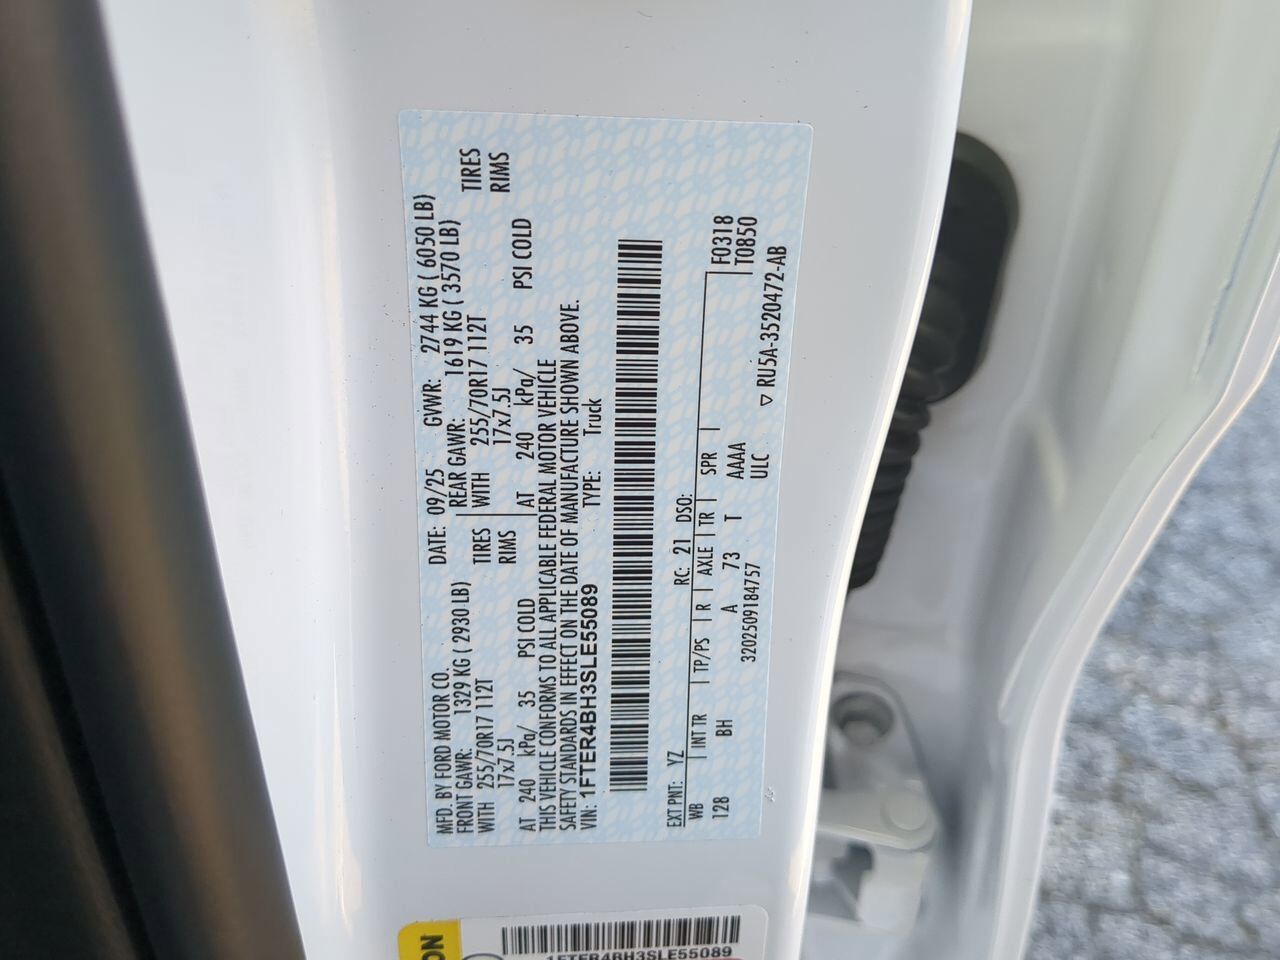 MFD. BY FORD MOTOR CO.
DATE: 09/25 GVWR: 2744 KG ( 6050 LB)
FRONT GAWR: 1329 KG ( 2930 LB)
REAR GAWR: 1619 KG ( 3570 LB)
WITH 255/70R17 112T TIRES
WITH 255/70R17 112T TIRES
17x7.5J RIMS
17x7.5J RIMS
AT 240 kPa/ 35 PSI COLD
AT 240 kPa/ 35 PSI COLD
THIS VEHICLE CONFORMS TO ALL APPLICABLE FEDERAL MOTOR VEHICLE
SAFETY STANDARDS IN EFFECT ON THE DATE OF MANUFACTURE SHOWN ABOVE.
VIN: 1FTER4BH3SLE55089 TYPE: Truck
EXT PNT: YZ RC: 21 DSO:
WB INT TR TP/PS R AXLE TR SPR F0318
128 BH A 73 T AAAA T0850
3202509184757 ULC
▽ RU5A-3520472-AB
ON
1FTER4BH3SLE55089